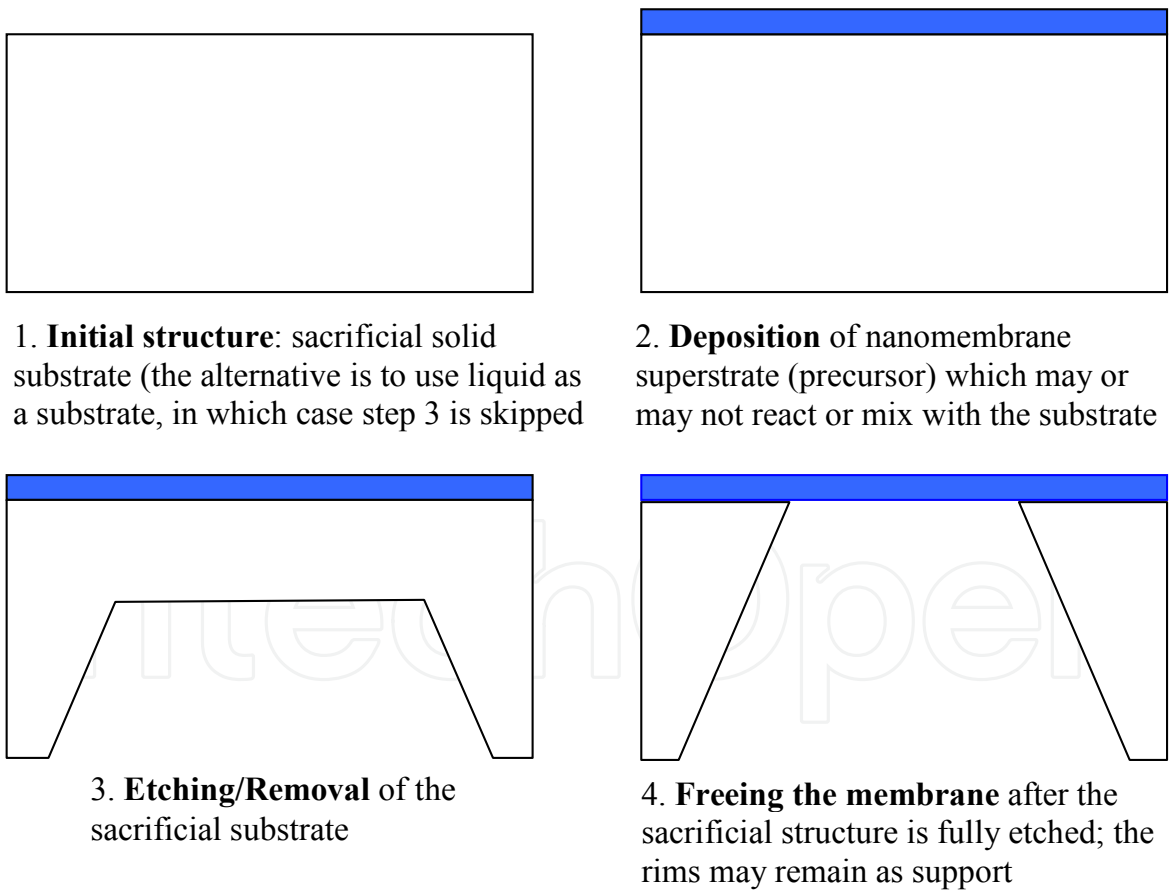 1. Initial structure: sacrificial solid
substrate (the alternative is to use liquid as
a substrate, in which case step 3 is skipped
2. Deposition of nanomembrane
superstrate (precursor) which may or
may not react or mix with the substrate
3. Etching/Removal of the
sacrificial substrate
4. Freeing the membrane after the
sacrificial structure is fully etched; the
rims may remain as support